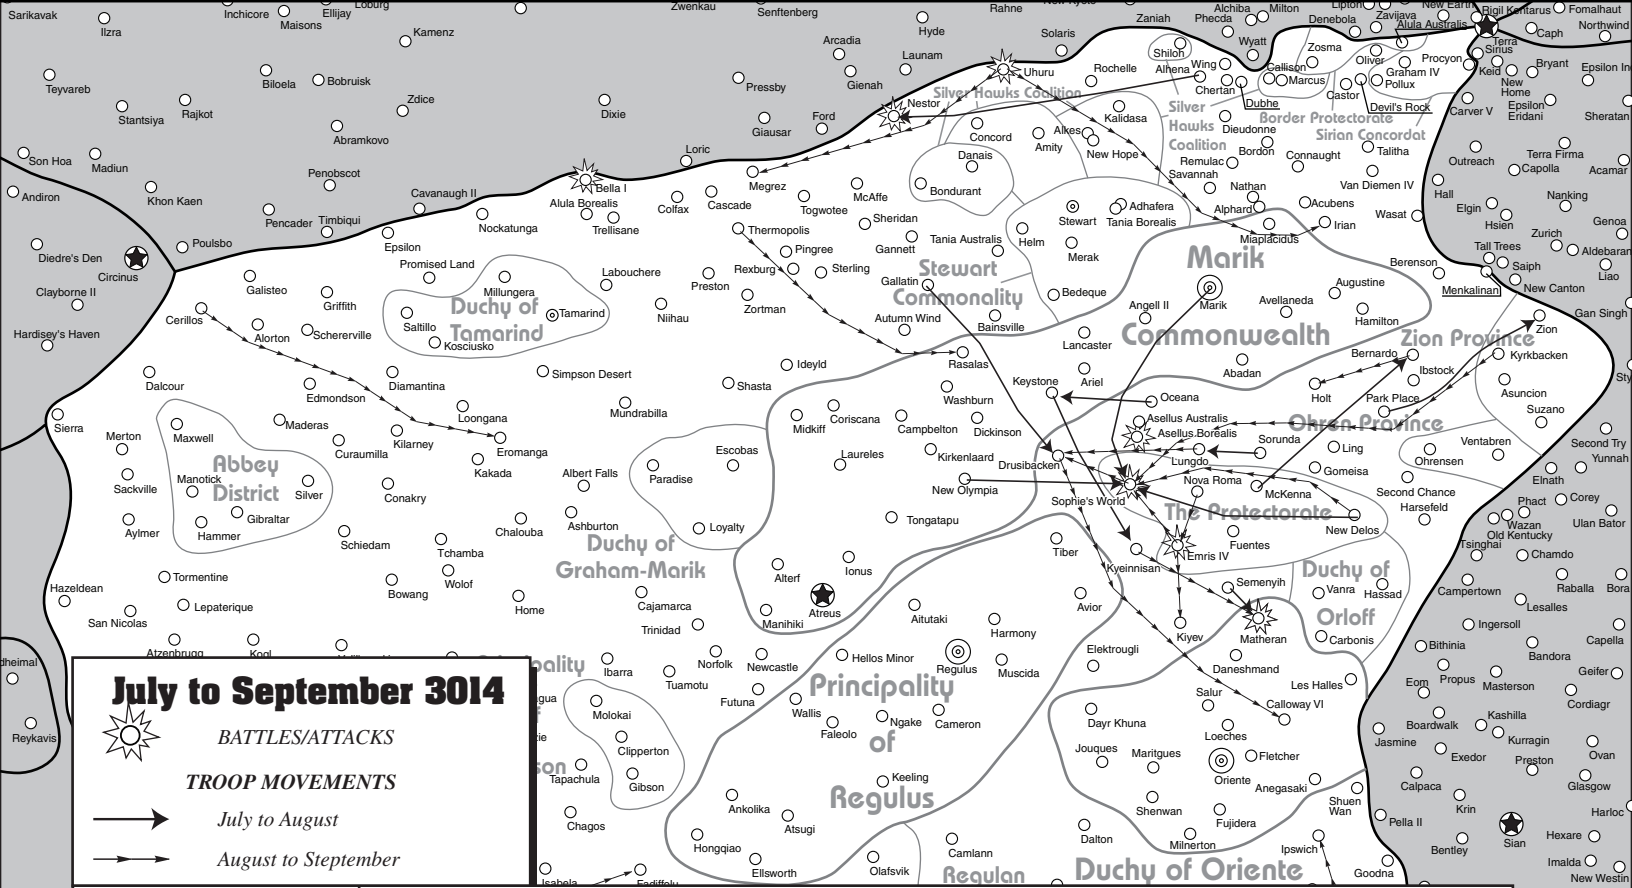 Sarikavak
Ilzra
Inchicore
Maisons
Ellijay
Loburg
Kamenz
Zwenkau
Senftenberg
Rahne
Hyde
Arcadia
Launam
Gienah
Solaris
Zaniah
Alchiba
Phecda
Milton
Wyatt
Lipton
Denebola
Zavijava
New Earth
Rigil Kentarus
Fomalhaut
Northwind
Alula Australis
Terra
Caph
Sirius
Keid
Bryant
Epsilon In
New
Home
Epsilon
Eridani
Sheratan
Carver V
Procyon
Teyvareb
Stantsiya
Rajkot
Biloela
Bobruisk
Zdice
Abramkovo
Dixie
Pressby
Giausar
Ford
Nestor
Uhuru
Rochelle
Shiloh
Alhena
Wing
Chertan
Dubhe
Callison
Marcus
Zosma
Oliver
Graham IV
Pollux
Castor
Devil's Rock
Silver Hawks Coalition
Silver
Hawks
Coalition
Border Protectorate
Sirian Concordat
Son Hoa
Madiun
Andiron
Khon Kaen
Penobscot
Pencader
Timbiqui
Cavanaugh II
Loric
Bella I
Alula Borealis
Trellisane
Nockatunga
Colfax
Cascade
Megrez
Togwotee
McAffe
Sheridan
Gannett
Concord
Danais
Bondurant
Amity
Alkes
New Hope
Kalidasa
Dieudonne
Bordon
Remulac
Savannah
Connaught
Talitha
Van Diemen IV
Nathan
Alphard
Acubens
Irian
Miaplacidus
Wasat
Outreach
Terra Firma
Capolla
Acamar
Hall
Elgin
Hsien
Nanking
Genoa
Zurich
Aldebaran
Tall Trees
Saiph
Liao
New Canton
Menkalinan
Berenson
Gan Singh
Diedre's Den
Circinus
Clayborne II
Hardisey's Haven
Poulsbo
Epsilon
Promised Land
Millungera
Duchy of
Tamarind
Tamarind
Saltillo
Kosciusko
Galisteo
Griffith
Cerillos
Alorton
Scherervile
Labouchere
Niihau
Preston
Thermopolis
Pingree
Rexburg
Sterling
Zortman
Tania Australis
Gallatin
Stewart
Commonality
Autumn Wind
Bainsville
Stewart
Adhafera
Tania Borealis
Helm
Merak
Bedeque
Marik
Marik
Commonwealth
Angell II
Avellaneda
Augustine
Hamilton
Lancaster
Abadan
Zion Province
Zion
Bernardo
Kyrkbacken
Ibstock
Holt
Park Place
Asuncion
Suzano
Dalcour
Edmondson
Diamantina
Simpson Desert
Ideyld
Shasta
Rasalas
Washburn
Keystone
Ariel
Oceana
Sierra
Merton
Maxwell
Maderas
Curaumilla
Kilarney
Loongana
Eromanga
Kakada
Mundrabilla
Midkiff
Coriscana
Campbelton
Dickinson
Asellus Australis
Asellus Borealis
Ohren Province
Sorunda
Ling
Ohrensen
Ventabren
Second Try
Yunnah
Abbey
District
Manotick
Silver
Gibraltar
Hammer
Sackville
Aylmer
Conakry
Albert Falls
Escobas
Paradise
Laureles
Kirkenlaard
New Olympia
Drusibacken
Lungdo
Nova Roma
Gomeisa
McKenna
Second Chance
Harsefeld
Elnath
Phact
Corey
Wazan
Ulan Bator
Old Kentucky
Tsinghai
Chamdo
Sophie's World
The Protectorate
New Delos
Schiedam
Tchamba
Wolof
Bowang
Chalouba
Ashburton
Duchy of
Graham-Marik
Loyalty
Tongatapu
Tiber
Emris IV
Fuentes
Kyeinnisan
Semenyih
Duchy of
Orloff
Vanra
Hassad
Campertown
Raballa
Bora
Lesalles
Hazeldean
Tormentine
San Nicolas
Lepaterique
Home
Cajamarca
Trinidad
Alterf
Ionus
Atreus
Manihiki
Aitutaki
Harmony
Avior
Kiyev
Matheran
Carbonis
Ingersoll
Bithinia
Bandora
Capella
Atzenbrugg
Kogl
Ibarra
Norfolk
Newcastle
Tuamotu
Futuna
Hellos Minor
Regulus
Muscida
Elektrougli
Daneshmand
Les Halles
Eom
Propus
Masterson
Geifer
Cordiagr
Principality
of
Regulus
Wallis
Faleolo
Ngake
Cameron
Dayr Khuna
Salur
Calloway VI
Loeches
Boardwalk
Kashilla
Jasmine
Exedor
Kurragin
Ovan
Preston
Molokai
Clipperton
Gibson
Tapachula
Chagos
Keeling
Ankolika
Atsugi
Jouques
Maritgues
Fletcher
Oriente
Anegasaki
Shuen
Wan
Calpaca
Krin
Glasgow
Harloc
Shenwan
Fujidera
Pella II
Sian
Hexare
Bentley
Imalda
New Westin
Hongqiao
Ellsworth
Olafsvik
Camlann
Regulan
Dalton
Milnerton
Duchy of Oriente
Ipswich
Goodna
Isabela
Reykavis
July to September 3014
BATTLES/ATTACKS
TROOP MOVEMENTS
July to August
August to Steptember